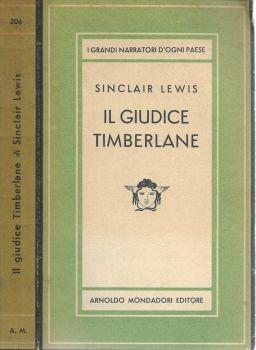 206
Il giudice Timberlane di Sinclair Lewis
A. M.
I GRANDI NARRATORI D'OGNI PAESE
SINCLAIR LEWIS
IL GIUDICE
TIMBERLANE
ARNOLDO MONDADORI EDITORE